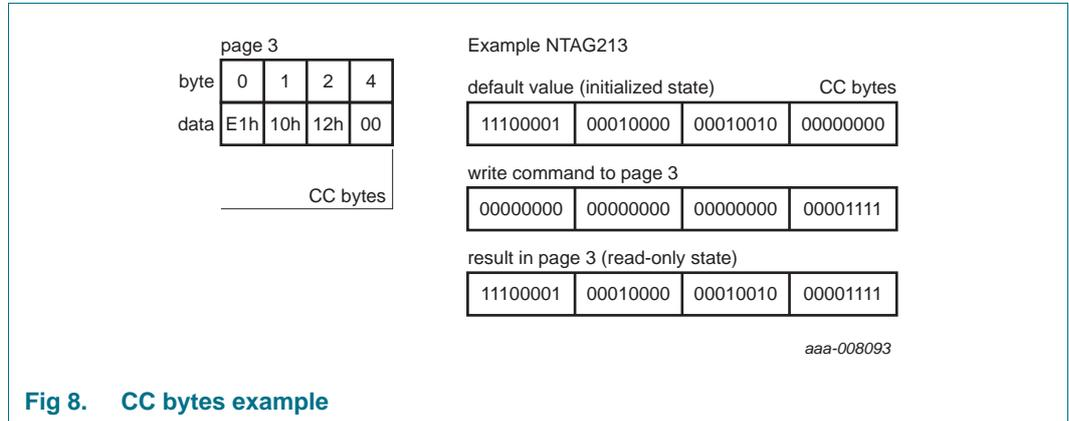 page 3
byte 0 1 2 4
data E1h 10h 12h 00
CC bytes
Example NTAG213
default value (initialized state) CC bytes
11100001 00010000 00010010 00000000
write command to page 3
00000000 00000000 00000000 00001111
result in page 3 (read-only state)
11100001 00010000 00010010 00001111
aaa-008093
Fig 8. CC bytes example